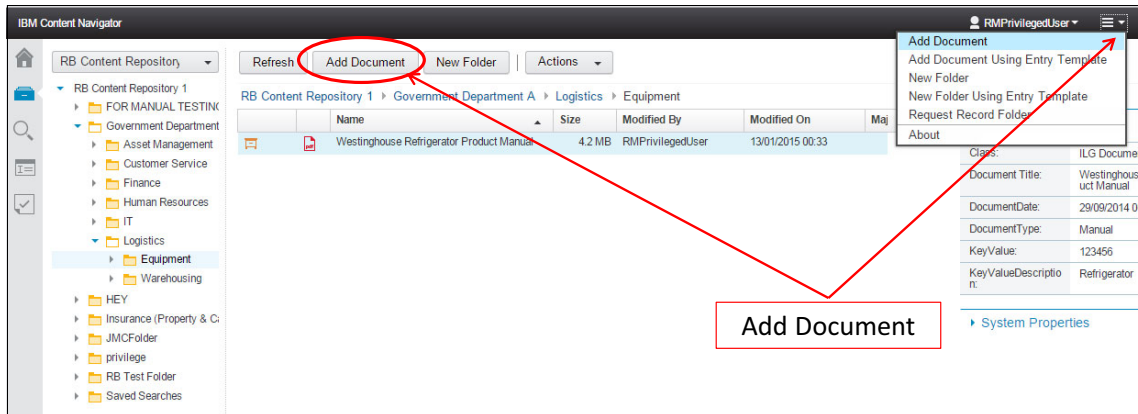 IBM Content Navigator
RMPrivilegedUser
RB Content Repository
Refresh
Add Document
New Folder
Actions
Add Document
Add Document Using Entry Template
New Folder
New Folder Using Entry Template
Request Record Folder
About
RB Content Repository 1
FOR MANUAL TESTING
Government Department
Asset Management
Customer Service
Finance
Human Resources
IT
Logistics
Equipment
Warehousing
HEY
Insurance (Property & Ca
JMCFolder
privilege
RB Test Folder
Saved Searches
RB Content Repository 1 Government Department A Logistics Equipment
Name Size Modified By Modified On Maj
Westinghouse Refrigerator Product Manual 4.2 MB RMPrivilegedUser 13/01/2015 00:33
Class: ILG Docume
Document Title: Westinghous
uct Manual
DocumentDate: 29/09/2014 0
DocumentType: Manual
KeyValue: 123456
KeyValueDescriptio Refrigerator
n:
System Properties
Add Document